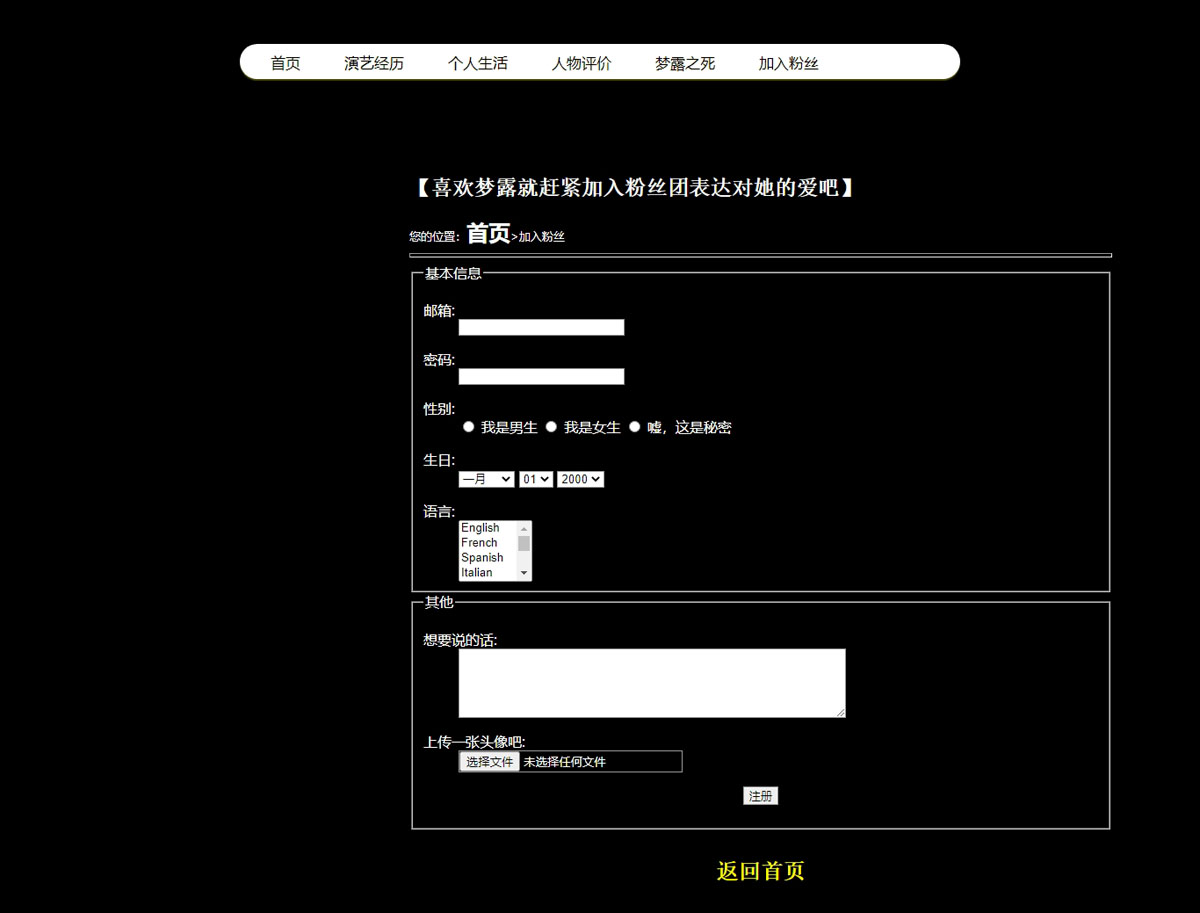 首页 演艺经历 个人生活 人物评价 梦露之死 加入粉丝
【喜欢梦露就赶紧加入粉丝团表达对她的爱吧】
您的位置：首页>加入粉丝
基本信息
邮箱:
密码:
性别:
我是男生 我是女生 嘘，这是秘密
生日:
一月 01 2000
语言:
English
French
Spanish
Italian
其他
想要说的话:
上传一张头像吧:
选择文件 未选择任何文件
注册
返回首页